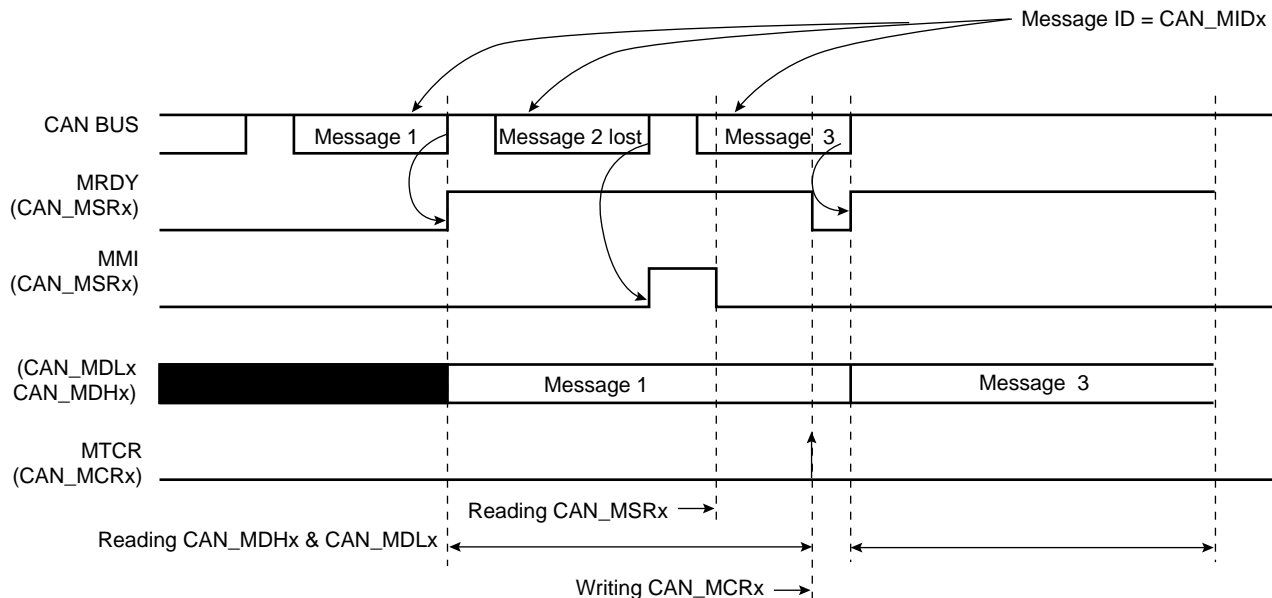 Message ID = CAN_MIDx
CAN BUS
Message 1
Message 2 lost
Message 3
MRDY
(CAN_MSRx)
MMI
(CAN_MSRx)
(CAN_MDLx
CAN_MDHx)
Message 1
Message 3
MTCR
(CAN_MCRx)
Reading CAN_MSRx
Reading CAN_MDHx & CAN_MDLx
Writing CAN_MCRx